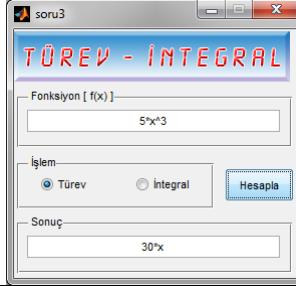 soru3
TÜREV - İNTEGRAL
Fonksiyon [ f(x) ]
5*x^3
İşlem
Türev İntegral Hesapla
Sonuç
30*x